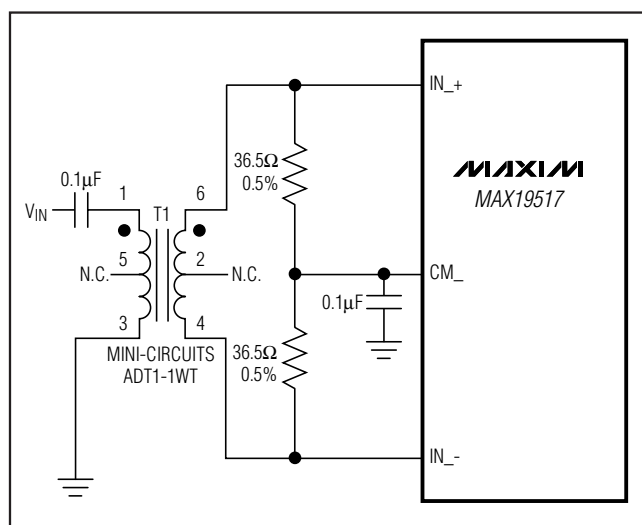 IN_+
36.5Ω
0.5%
MAXIM
MAX19517
0.1μF
1
6
VIN
T1
5
2
N.C.
N.C.
CM_
0.1μF
3
4
MINI-CIRCUITS
ADT1-1WT
36.5Ω
0.5%
IN_-